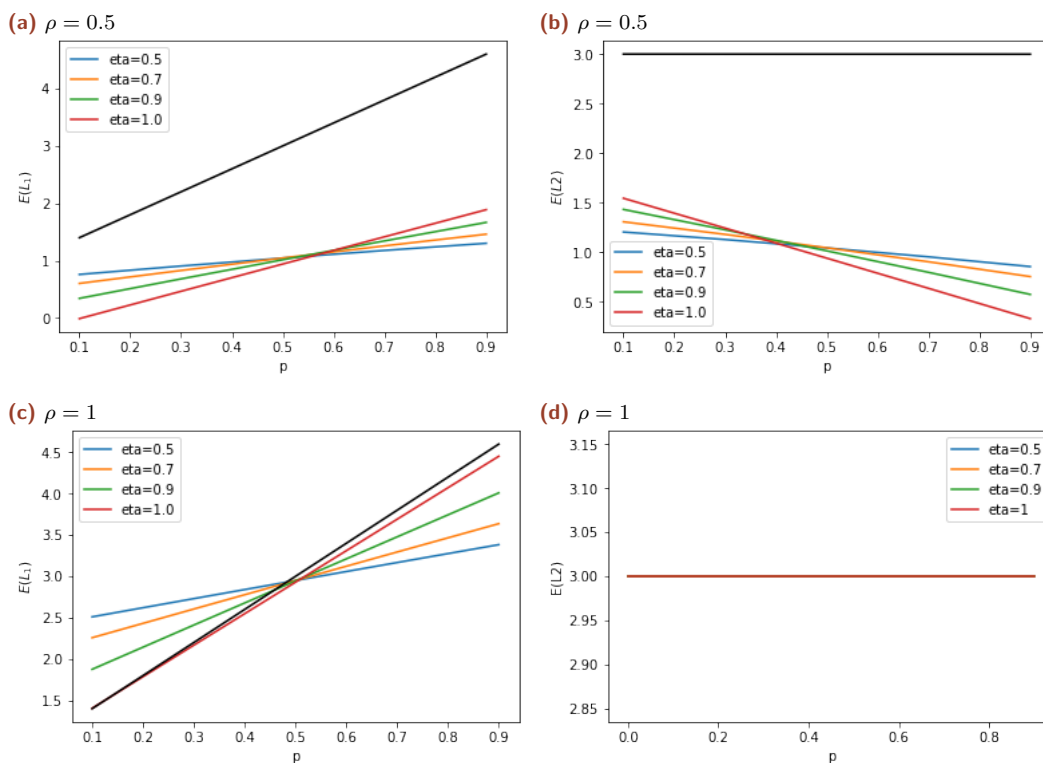 (a) ρ = 0.5
eta=0.5
eta=0.7
eta=0.9
eta=1.0
E(L₁)
4
3
2
1
0
0.1 0.2 0.3 0.4 0.5 0.6 0.7 0.8 0.9
p
(b) ρ = 0.5
E(L2)
3.0
2.5
2.0
1.5
1.0
0.5
eta=0.5
eta=0.7
eta=0.9
eta=1.0
0.1 0.2 0.3 0.4 0.5 0.6 0.7 0.8 0.9
p
(c) ρ = 1
eta=0.5
eta=0.7
eta=0.9
eta=1.0
E(L₁)
4.5
4.0
3.5
3.0
2.5
2.0
1.5
0.1 0.2 0.3 0.4 0.5 0.6 0.7 0.8 0.9
p
(d) ρ = 1
eta=0.5
eta=0.7
eta=0.9
eta=1
E(L2)
3.15
3.10
3.05
3.00
2.95
2.90
2.85
0.0 0.2 0.4 0.6 0.8
p